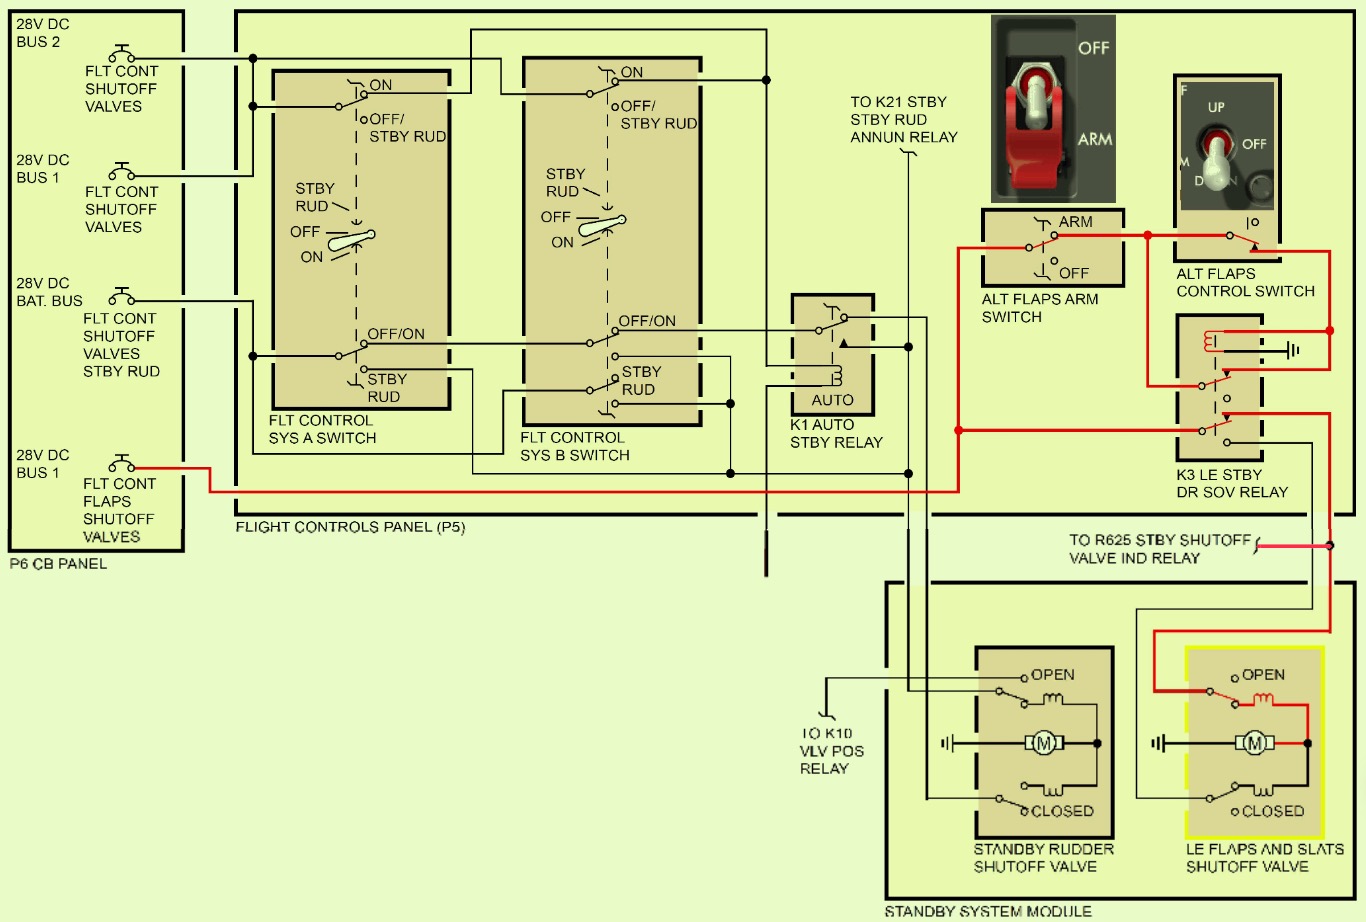 28V DC
BUS 2
FLT CONT
SHUTOFF
VALVES
28V DC
BUS 1
FLT CONT
SHUTOFF
VALVES
28V DC
BAT. BUS
FLT CONT
SHUTOFF
VALVES
STBY RUD
28V DC
BUS 1
FLT CONT
FLAPS
SHUTOFF
VALVES
P6 CB PANEL
ON
OFF/
STBY RUD
STBY
RUD
OFF
ON
OFF/ON
STBY
RUD
FLT CONTROL
SYS A SWITCH
ON
OFF/
STBY RUD
STBY
RUD
OFF
ON
OFF/ON
STBY
RUD
FLT CONTROL
SYS B SWITCH
TO K21 STBY
STBY RUD
ANNUN RELAY
AUTO
K1 AUTO
STBY RELAY
OFF
ARM
ARM
OFF
ALT FLAPS ARM
SWITCH
F
UP
OFF
M
ALT FLAPS
CONTROL SWITCH
K3 LE STBY
DR SOV RELAY
FLIGHT CONTROLS PANEL (P5)
TO R625 STBY SHUTOFF
VALVE IND RELAY
TO K10
VLV POS
RELAY
OPEN
M
CLOSED
STANDBY RUDDER
SHUTOFF VALVE
OPEN
M
CLOSED
LE FLAPS AND SLATS
SHUTOFF VALVE
STANDBY SYSTEM MODULE